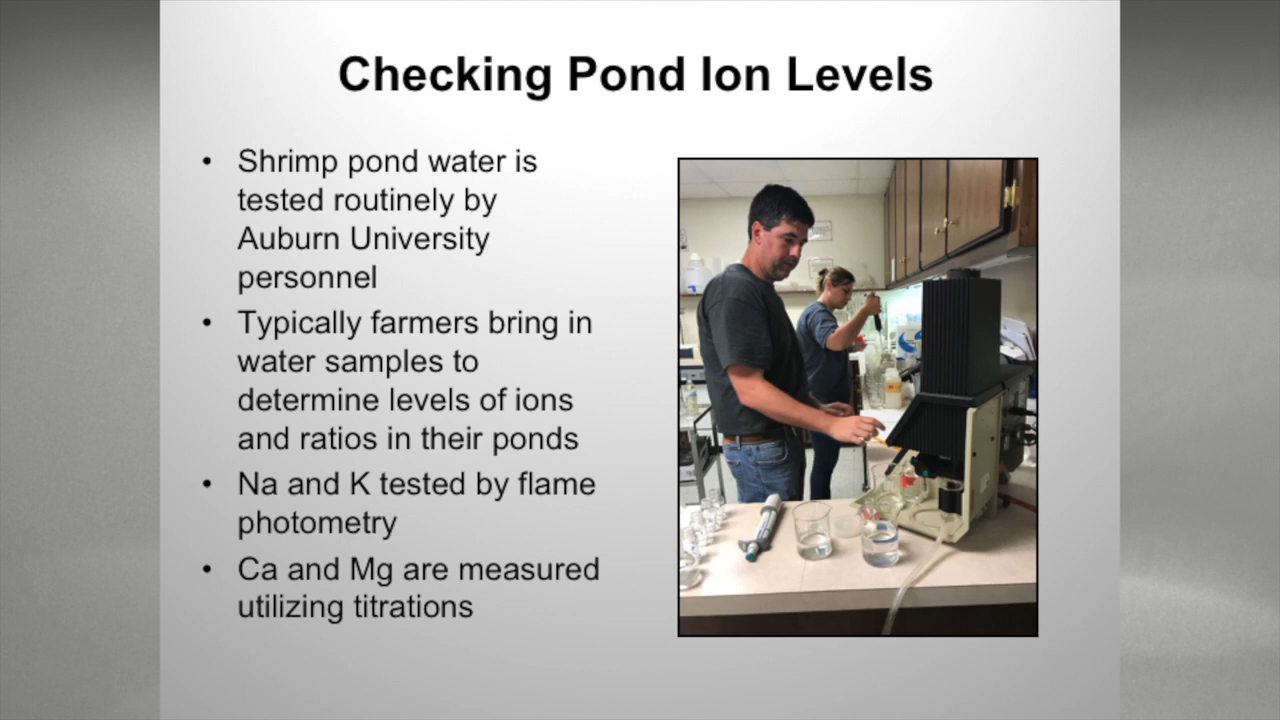 Checking Pond Ion Levels
• Shrimp pond water is
tested routinely by
Auburn University
personnel
• Typically farmers bring in
water samples to
determine levels of ions
and ratios in their ponds
• Na and K tested by flame
photometry
• Ca and Mg are measured
utilizing titrations